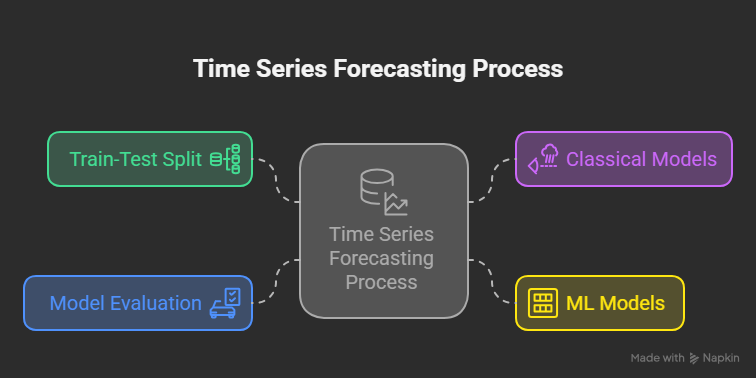 Time Series Forecasting Process
Train-Test Split
Classical Models
Time Series
Forecasting
Process
Model Evaluation
ML Models
Made with Napkin